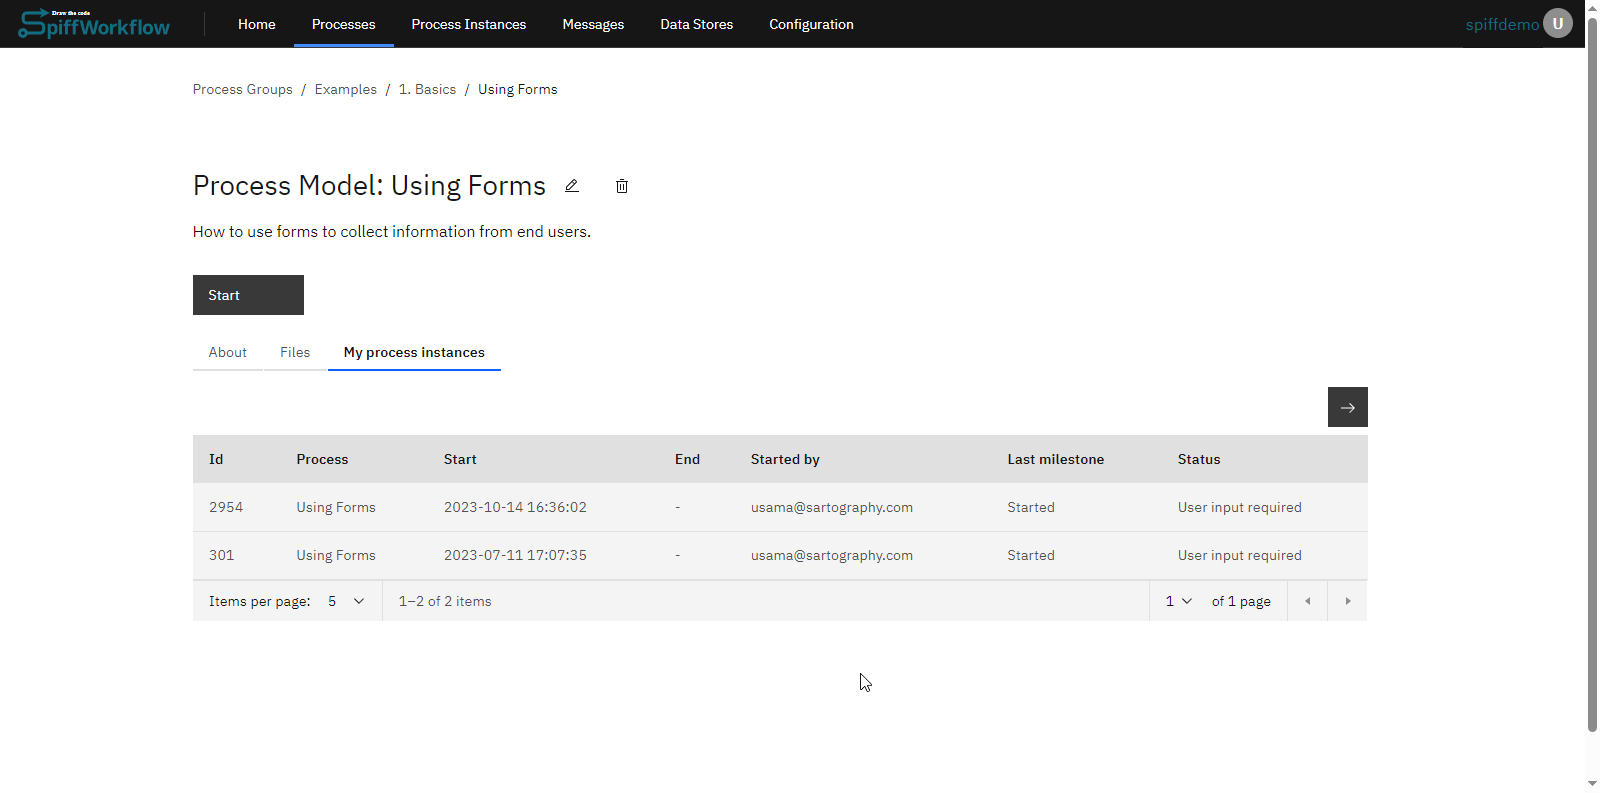 Draw the code
SpiffWorkflow
Home Processes Process Instances Messages Data Stores Configuration spiffdemo U
Process Groups / Examples / 1. Basics / Using Forms
Process Model: Using Forms
How to use forms to collect information from end users.
Start
About Files My process instances
Id Process Start End Started by Last milestone Status
2954 Using Forms 2023-10-14 16:36:02 - usama@sartography.com Started User input required
301 Using Forms 2023-07-11 17:07:35 - usama@sartography.com Started User input required
Items per page: 5 1–2 of 2 items 1 of 1 page